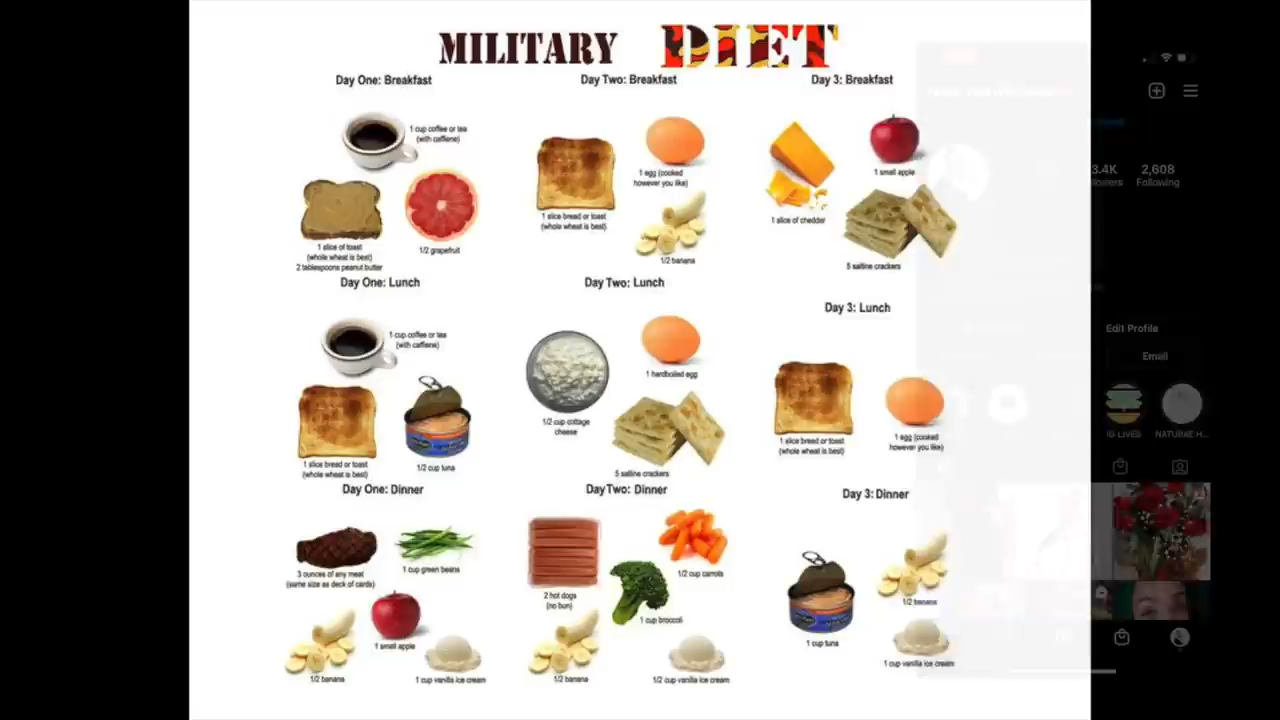 MILITARY DIET
Day One: Breakfast
1 cup coffee or tea
(with caffiene)
1 slice of toast
(whole wheat is best)
2 tablespoons peanut butter
1/2 grapefruit
Day Two: Breakfast
1 slice bread or toast
(whole wheat is best)
1 egg (cooked
however you like)
1/2 banana
Day 3: Breakfast
1 slice of cheddar
1 small apple
5 saltine crackers
Day One: Lunch
1 cup coffee or tea
(with caffiene)
1 slice bread or toast
(whole wheat is best)
1/2 cup tuna
Day Two: Lunch
1/2 cup cottage
cheese
1 hardboiled egg
5 saltine crackers
Day 3: Lunch
1 slice bread or toast
(whole wheat is best)
1 egg (cooked
however you like)
Day One: Dinner
3 ounces of any meat
(same size as deck of cards)
1 cup green beans
1/2 banana
1 small apple
1 cup vanilla ice cream
Day Two: Dinner
2 hot dogs
(no bun)
1/2 cup carrots
1 cup broccoli
1/2 banana
1/2 cup vanilla ice cream
Day 3: Dinner
1 cup tuna
1/2 banana
1 cup vanilla ice cream
3.4K
2,608
Following
Edit Profile
Email
IG LIVES
NATURAE H...